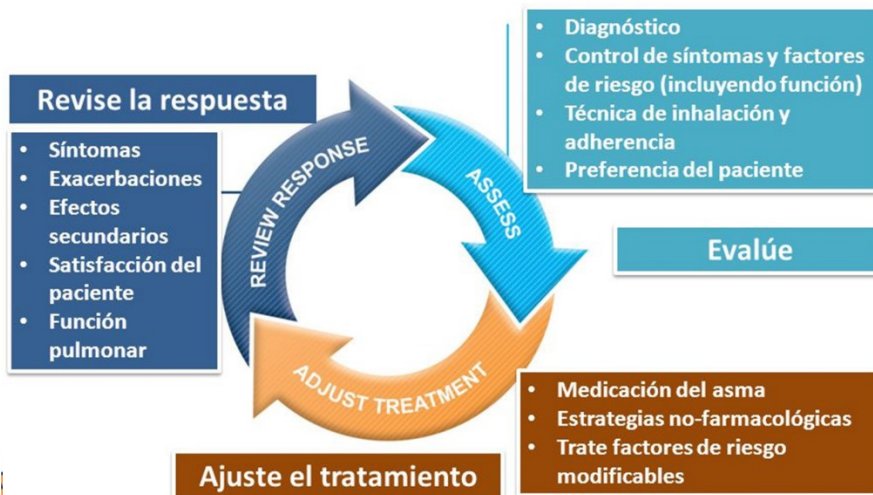 Revise la respuesta
• Síntomas
• Exacerbaciones
• Efectos
secundarios
• Satisfacción del
paciente
• Función
pulmonar
REVIEW RESPONSE
ASSESS
ADJUST TREATMENT
• Diagnóstico
• Control de síntomas y factores
de riesgo (incluyendo función)
• Técnica de inhalación y
adherencia
• Preferencia del paciente
Evalúe
• Medicación del asma
• Estrategias no-farmacológicas
• Trate factores de riesgo
modificables
Ajuste el tratamiento